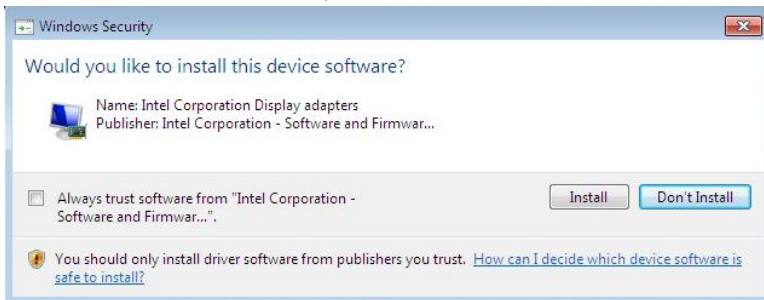 Windows Security
Would you like to install this device software?
Name: Intel Corporation Display adapters
Publisher: Intel Corporation - Software and Firmwar...
Always trust software from "Intel Corporation -
Software and Firmwar...".
Install
Don't Install
You should only install driver software from publishers you trust. How can I decide which device software is
safe to install?